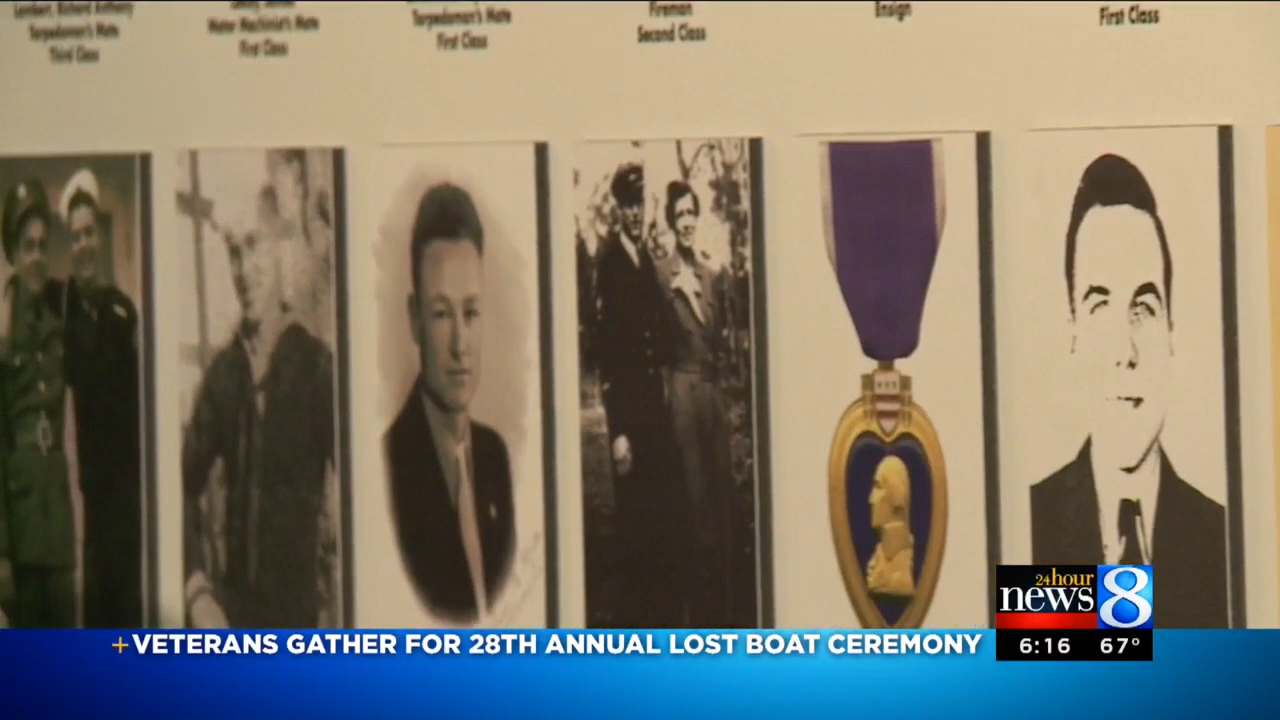 Lambert, Richard Anthony
Torpedoman's Mate
Third Class
Motor Machinist's Mate
First Class
Torpedoman's Mate
First Class
Fireman
Second Class
Ensign
First Class
24hour
news 8
+VETERANS GATHER FOR 28TH ANNUAL LOST BOAT CEREMONY
6:16 67°